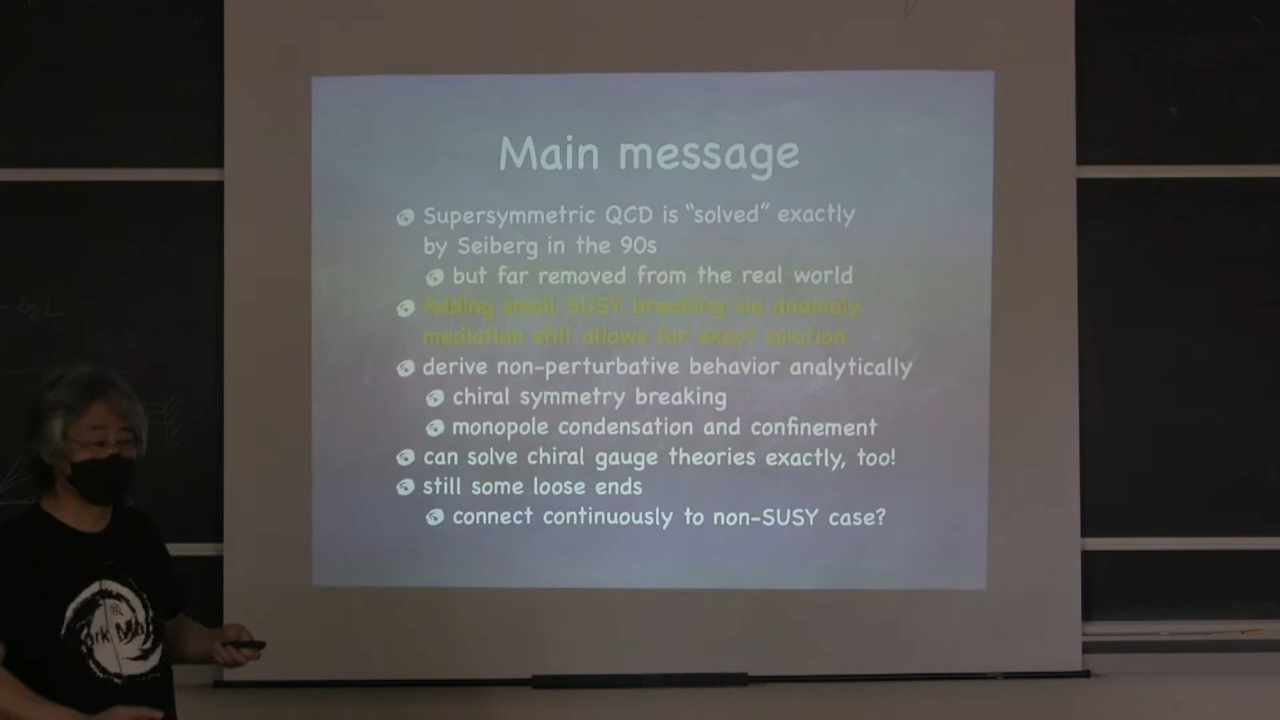 Main message
Supersymmetric QCD is “solved” exactly
by Seiberg in the 90s
but far removed from the real world
Adding small SUSY breaking via anomaly
mediation still allows for exact solution
derive non-perturbative behavior analytically
chiral symmetry breaking
monopole condensation and confinement
can solve chiral gauge theories exactly, too!
still some loose ends
connect continuously to non-SUSY case?